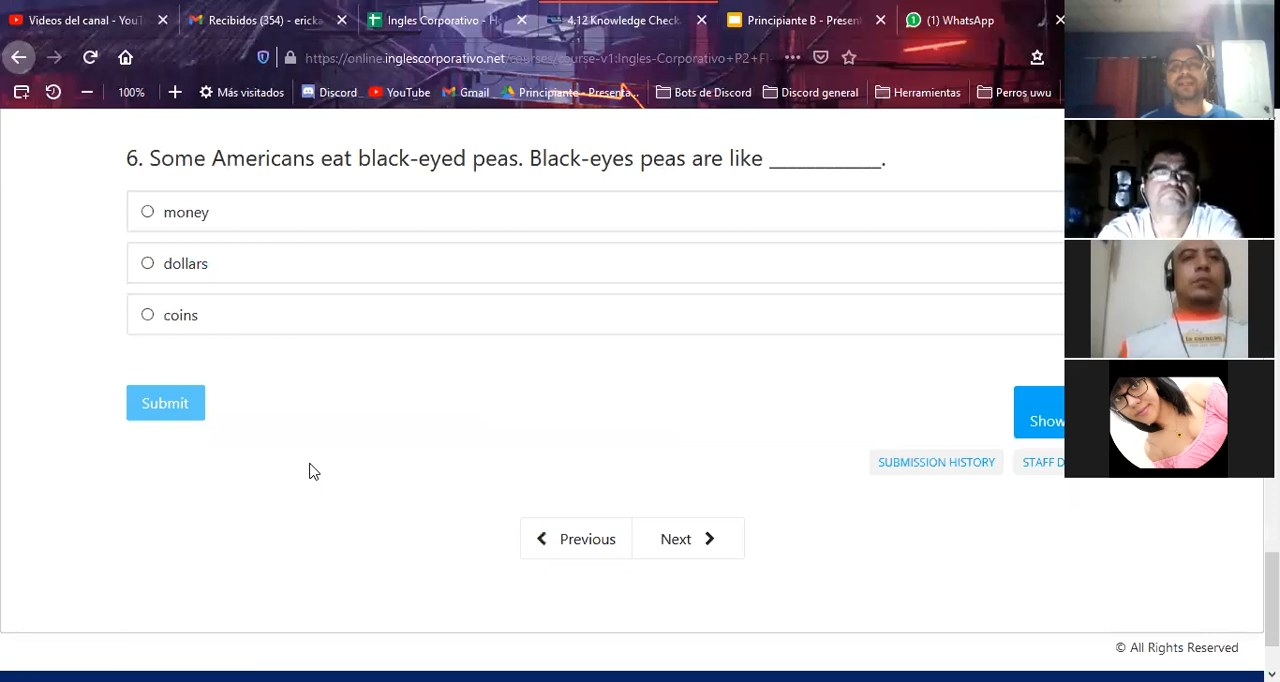 Videos del canal - YouT
Recibidos (354) - ericka
Ingles Corporativo - Ho
4.12 Knowledge Check
Principiante B - Present
(1) WhatsApp
https://online.inglescorporativo.net/courses/course-v1:Ingles-Corporativo+P2+Fl
100%
Más visitados
Discord
YouTube
Gmail
Principiante - Presenta...
Bots de Discord
Discord general
Herramientas
Perros uwu
6. Some Americans eat black-eyed peas. Black-eyes peas are like ____________.
money
dollars
coins
Submit
Show
SUBMISSION HISTORY
STAFF D
Previous
Next
© All Rights Reserved